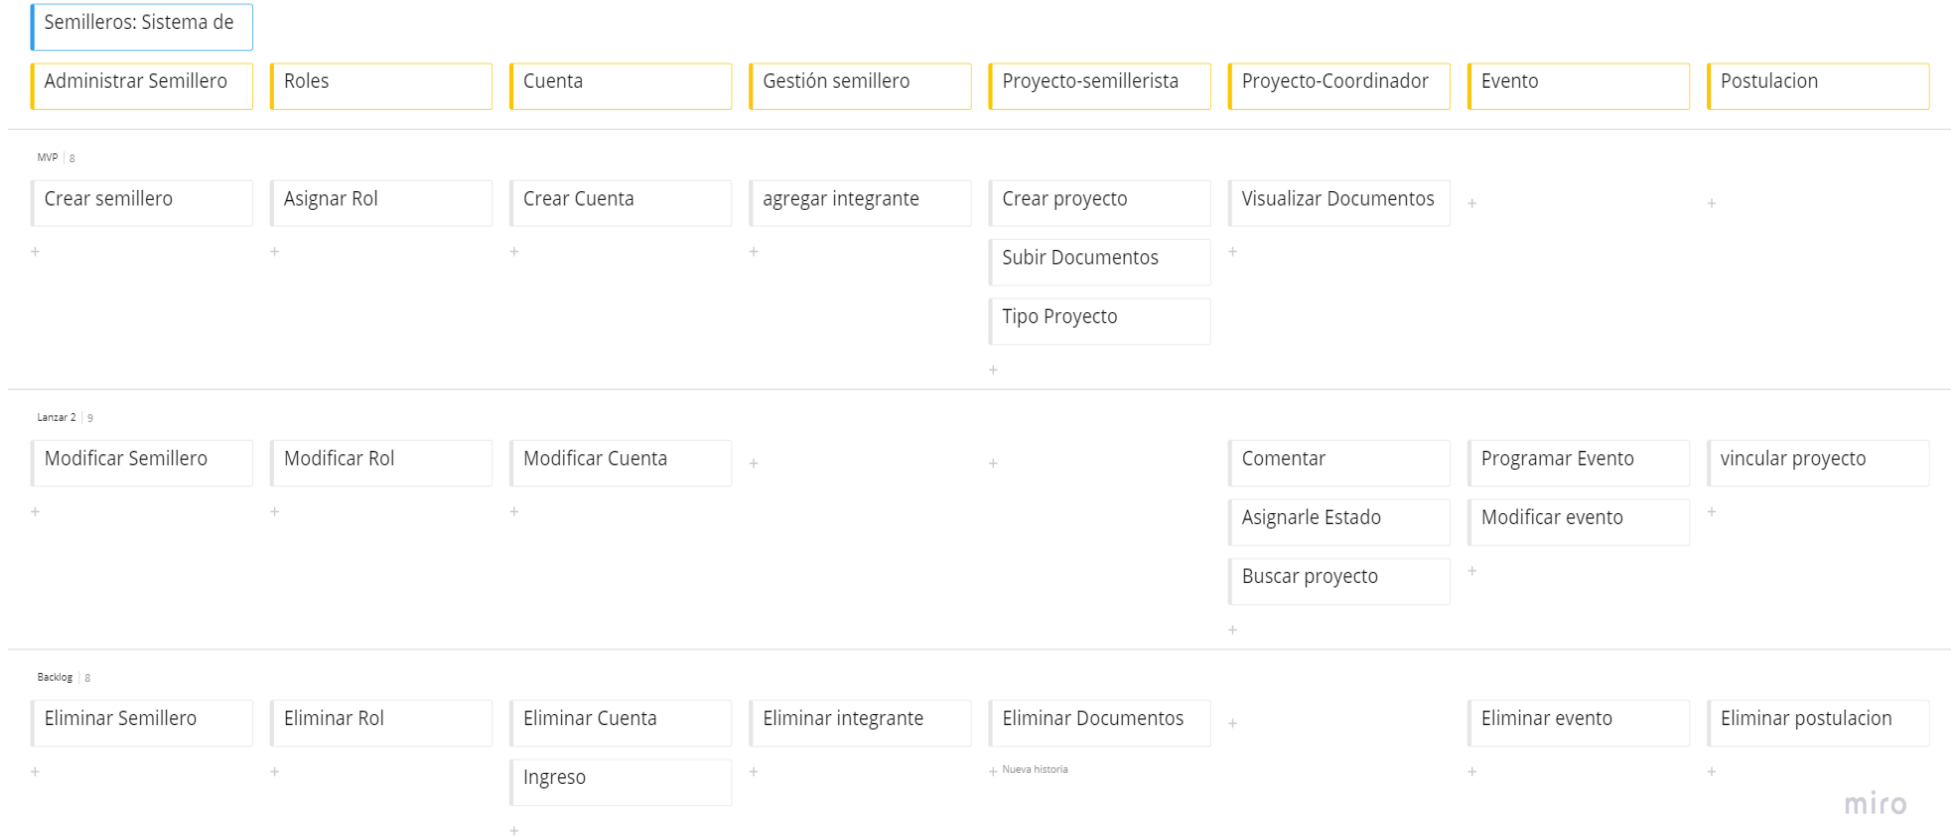 Semilleros: Sistema de
Administrar Semillero
Roles
Cuenta
Gestión semillero
Proyecto-semillerista
Proyecto-Coordinador
Evento
Postulacion
MVP 8
Crear semillero
Asignar Rol
Crear Cuenta
agregar integrante
Crear proyecto
Visualizar Documentos
+
+
+
+
+
+
Subir Documentos
+
Tipo Proyecto
+
Lanzar 2 9
Modificar Semillero
Modificar Rol
Modificar Cuenta
+
+
Comentar
Programar Evento
vincular proyecto
+
+
+
Asignarle Estado
Modificar evento
+
Buscar proyecto
+
+
Backlog 8
Eliminar Semillero
Eliminar Rol
Eliminar Cuenta
Eliminar integrante
Eliminar Documentos
+
Eliminar evento
Eliminar postulacion
+
+
Ingreso
+
+ Nueva historia
+
+
+
miro